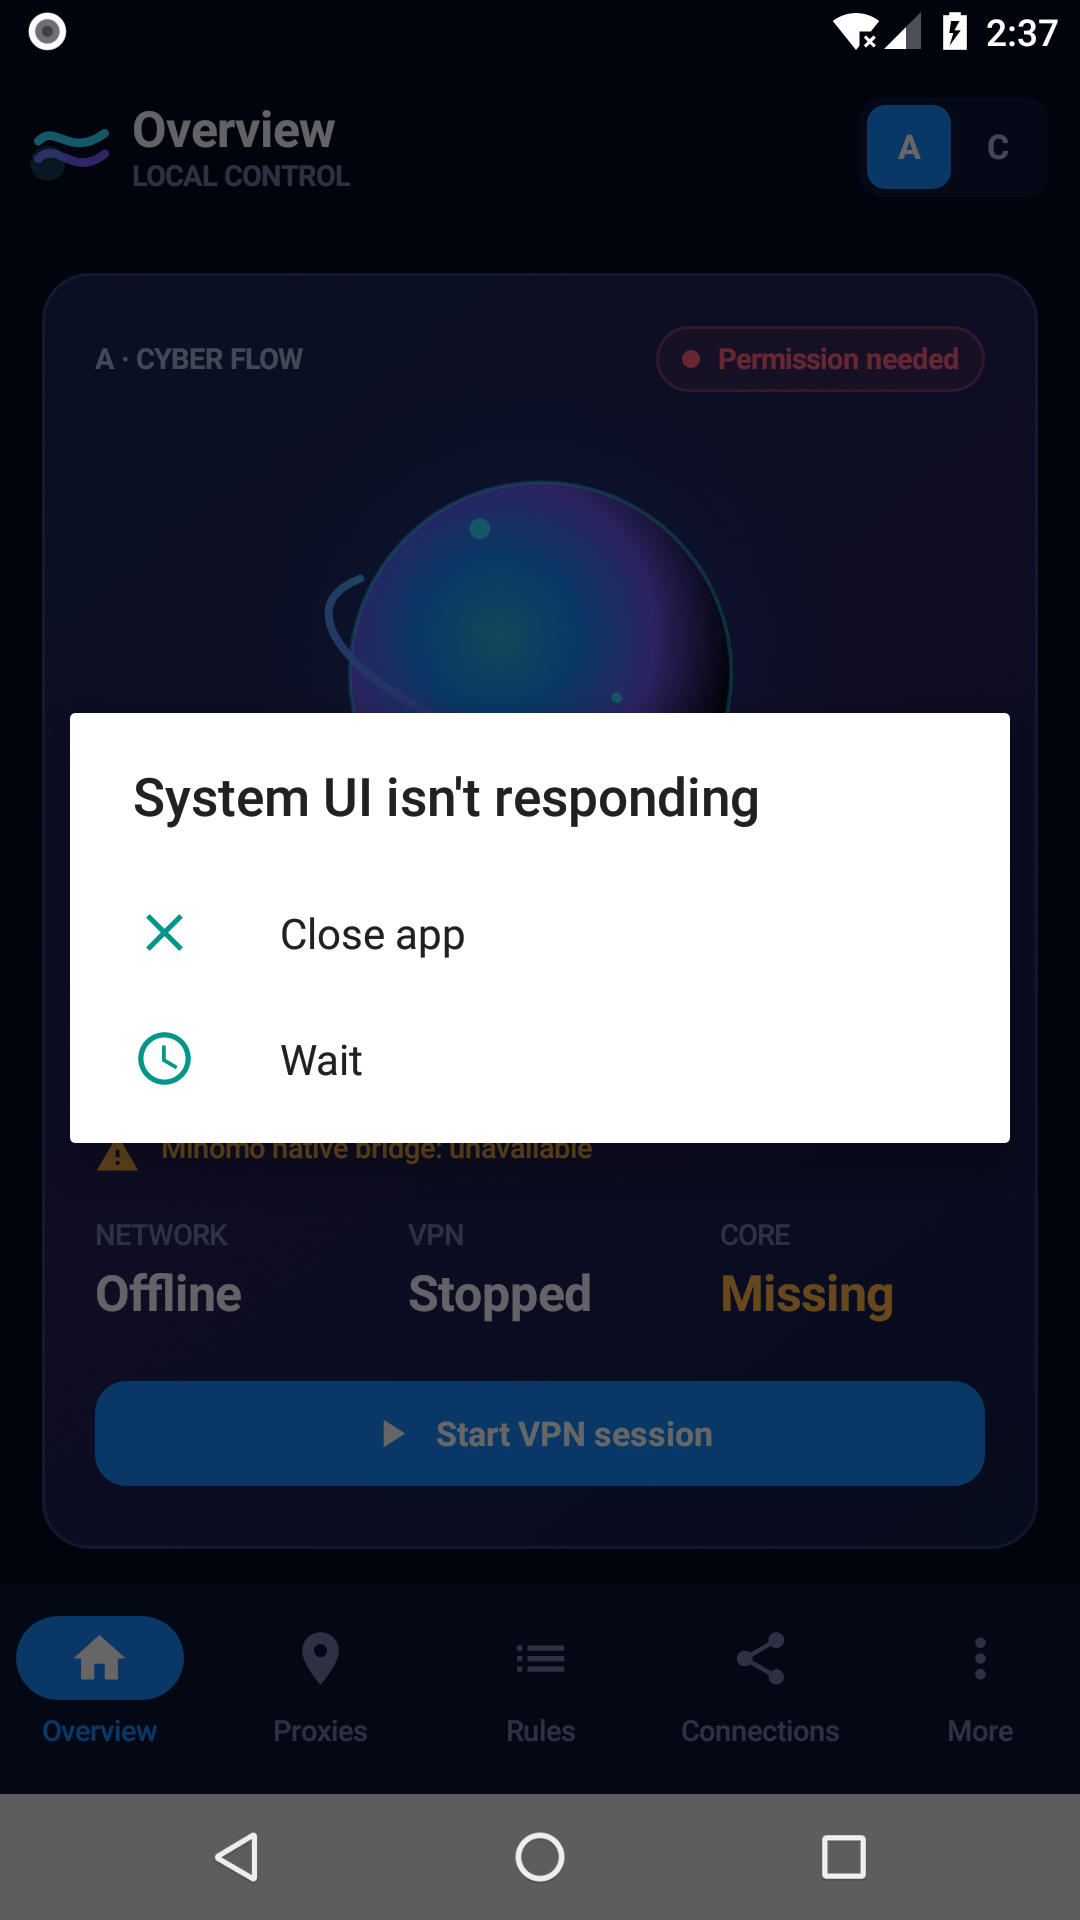 2:37
Overview
LOCAL CONTROL
A
C
A · CYBER FLOW
Permission needed
System UI isn't responding
Close app
Wait
Mihomo native bridge: unavailable
NETWORK
VPN
CORE
Offline
Stopped
Missing
Start VPN session
Overview
Proxies
Rules
Connections
More